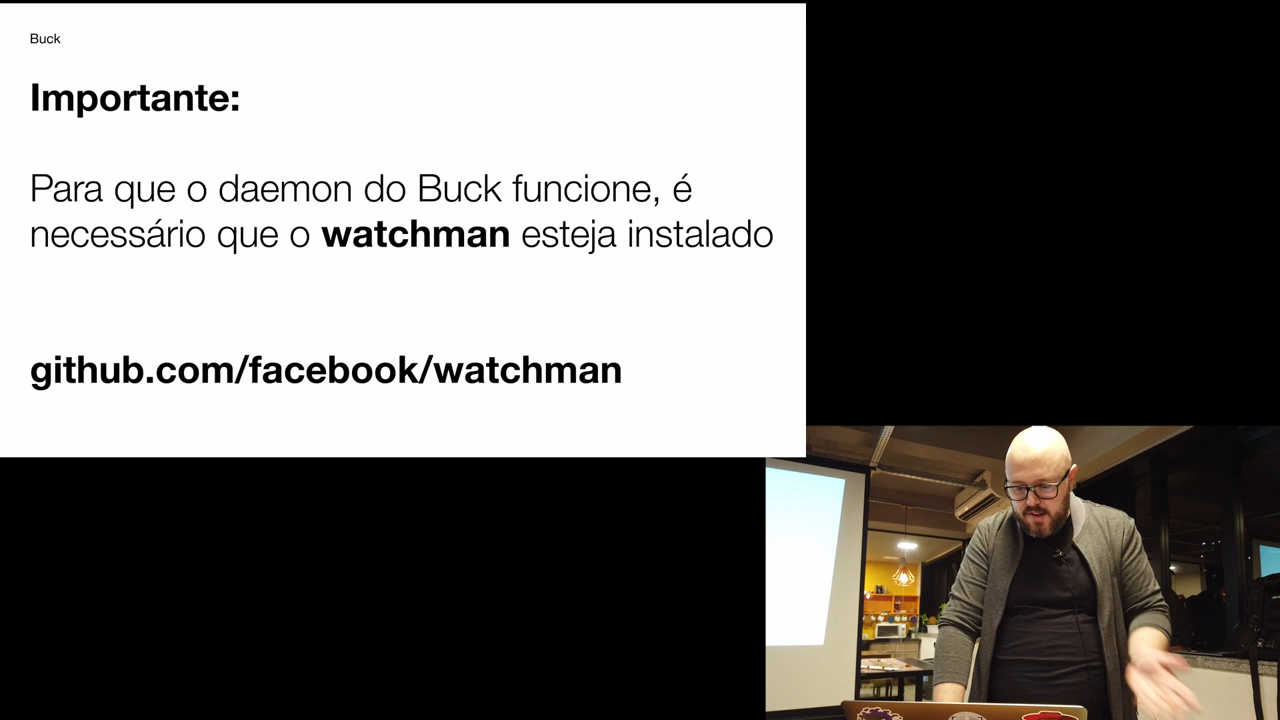 Buck
Importante:
Para que o daemon do Buck funcione, é
necessário que o watchman esteja instalado
github.com/facebook/watchman